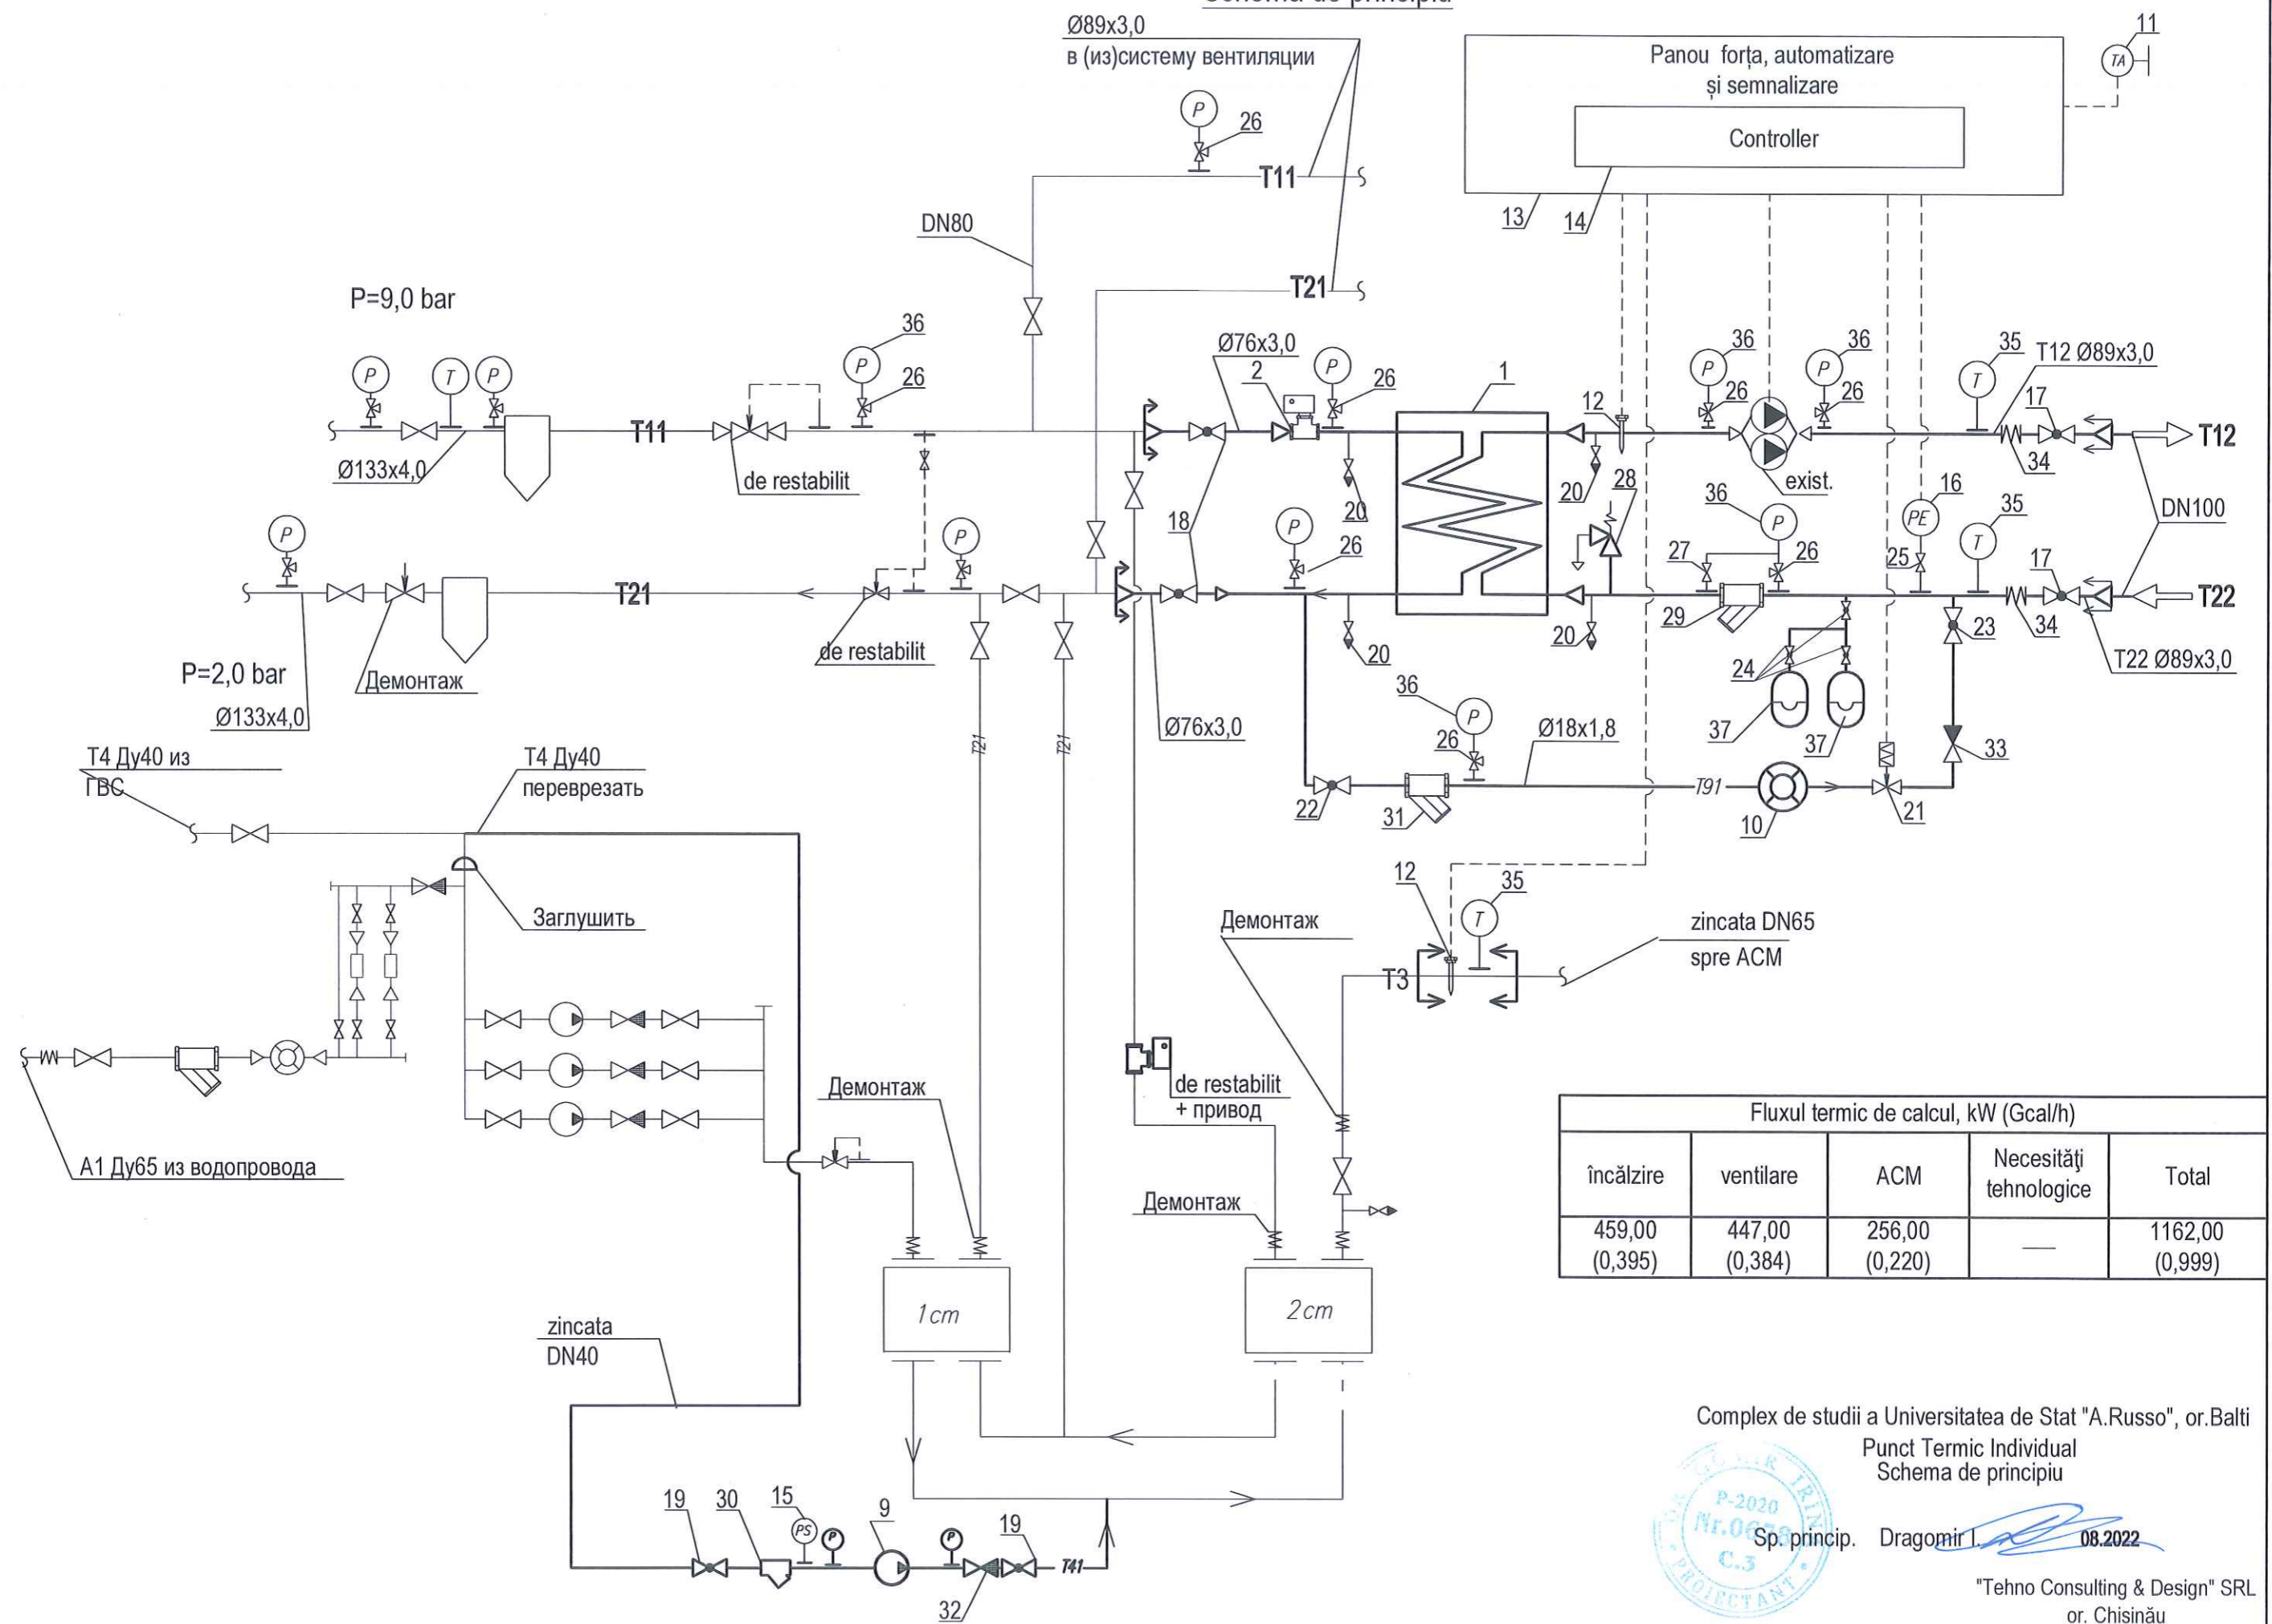 Schema de principiu
Ø89x3,0
в (из)систему вентиляции
Panou forța, automatizare
și semnalizare
Controller
TA
11
13
14
P
26
T11
DN80
T21
P=9,0 bar
P
T
P
Ø133x4,0
T11
de restabilit
P
36
26
Ø76x3,0
2
P
26
1
12
20
20
28
P
36
26
P
36
26
exist.
T
35
T12 Ø89x3,0
17
34
T12
DN100
P
T21
P=2,0 bar
Ø133x4,0
Демонтаж
de restabilit
P
18
P
26
20
20
27
36
P
26
29
16
PE
25
35
T
17
34
T22
T22 Ø89x3,0
23
24
37
37
33
T21
T21
Ø76x3,0
36
P
26
Ø18x1,8
22
31
T91
10
21
T4 Ду40 из
ГВС
T4 Ду40
переврезать
Заглушить
A1 Ду65 из водопровода
Демонтаж
Демонтаж
12
35
T
T3
zincata DN65
spre ACM
de restabilit
+ привод
Демонтаж
1cm
2cm
zincata
DN40
19
30
15
PS
P
9
P
32
19
T41
Fluxul termic de calcul, kW (Gcal/h)
încălzire
ventilare
ACM
Necesităţi
tehnologice
Total
459,00
(0,395)
447,00
(0,384)
256,00
(0,220)
—
1162,00
(0,999)
Complex de studii a Universitatea de Stat "A.Russo", or.Balti
Punct Termic Individual
Schema de principiu
P-2020
Nr.0678
C.3
PROIECTANT
Sp. princip. Dragomir I. 08.2022
"Tehno Consulting & Design" SRL
or. Chisinău